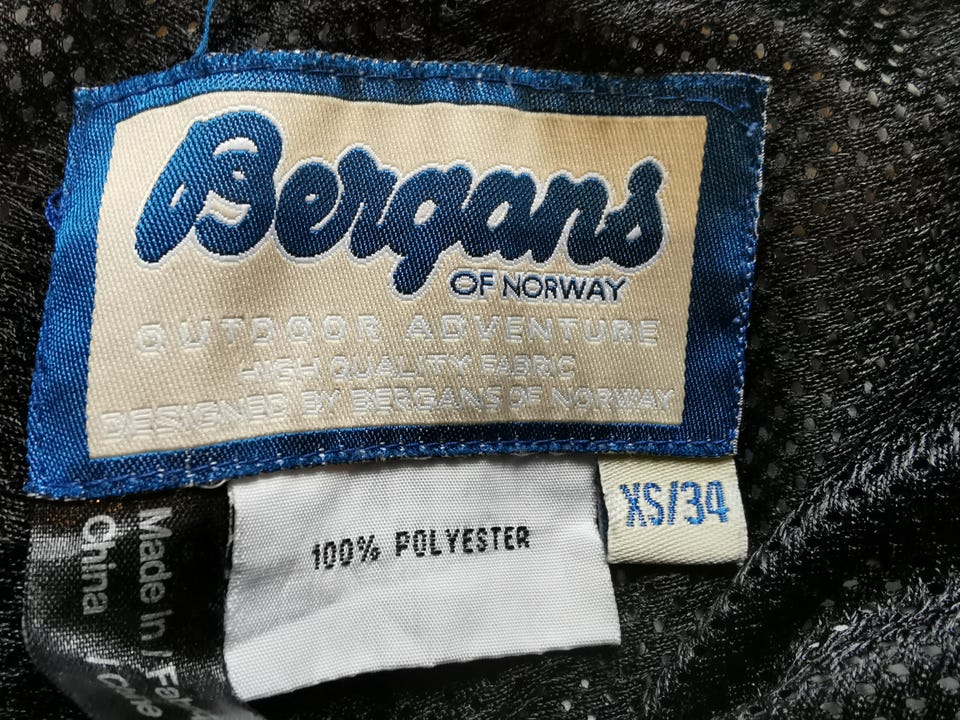 Bergans
OF NORWAY
OUTDOOR ADVENTURE
HIGH QUALITY FABRIC
DESIGNED BY BERGANS OF NORWAY
XS/34
100% POLYESTER
Made in /
China /